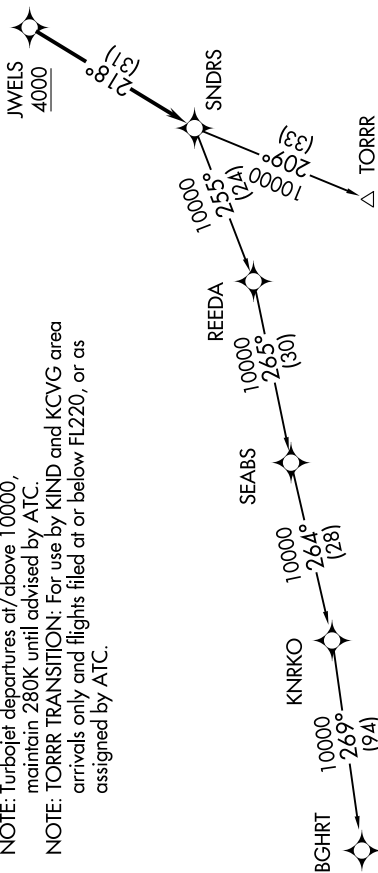 NOTE: Turbojet departures at/above 10000,
maintain 280K until advised by ATC.
NOTE: TORRR TRANSITION: For use by KIND and KCVG area
arrivals only and flights filed at or below FL220, or as
assigned by ATC.
JWELS
4000
218°
(31)
SNDRS
10000
209°
(33)
TORRR
10000
255°
(24)
REEDA
10000
265°
(30)
SEABS
10000
264°
(28)
KNRKO
10000
269°
(94)
BGHRT